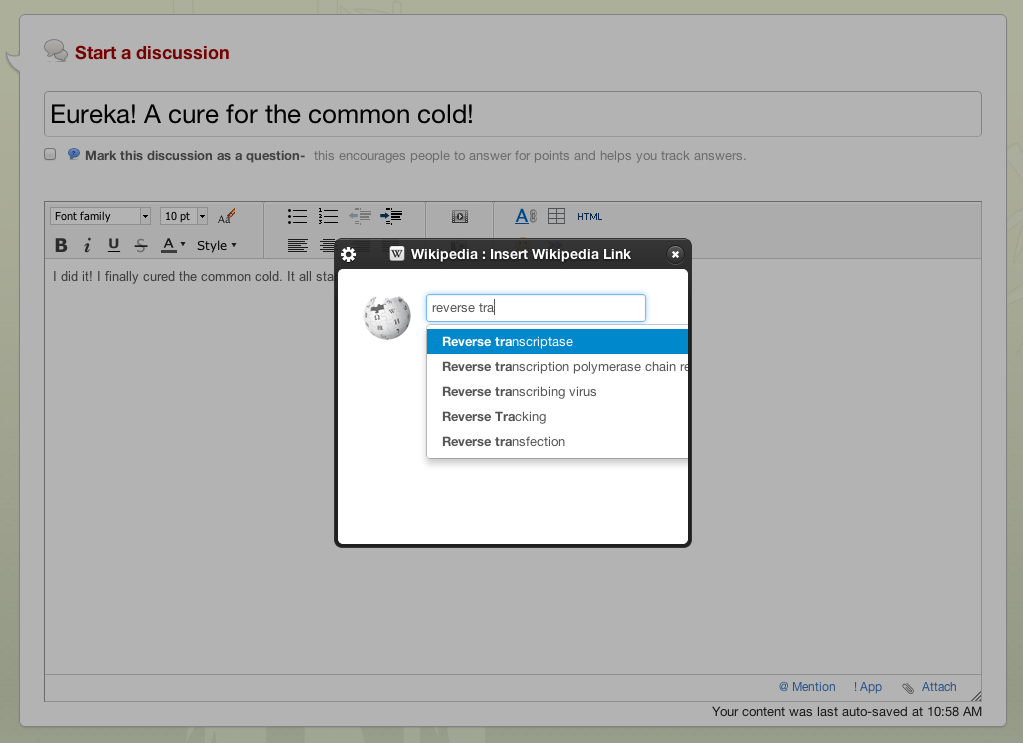 Start a discussion
Eureka! A cure for the common cold!
Mark this discussion as a question- this encourages people to answer for points and helps you track answers.
Font family 10 pt Aa A HTML
B i U S A Style
W Wikipedia : Insert Wikipedia Link
I did it! I finally cured the common cold. It all sta
reverse tra
Reverse transcriptase
Reverse transcription polymerase chain re
Reverse transcribing virus
Reverse Tracking
Reverse transfection
@ Mention ! App Attach
Your content was last auto-saved at 10:58 AM